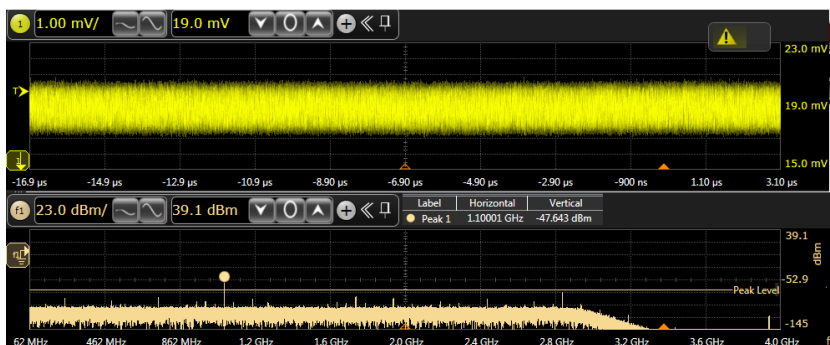 1 1.00 mV/ 19.0 mV
23.0 mV
T
19.0 mV
1
15.0 mV
-16.9 µs -14.9 µs -12.9 µs -10.9 µs -8.90 µs -6.90 µs -4.90 µs -2.90 µs -900 ns 1.10 µs 3.10 µs
f1 23.0 dBm/ 39.1 dBm
Label Horizontal Vertical
Peak 1 1.10001 GHz -47.643 dBm
39.1
dBm
-52.9
Peak Level
-145
62 MHz 462 MHz 862 MHz 1.2 GHz 1.6 GHz 2.0 GHz 2.4 GHz 2.8 GHz 3.2 GHz 3.6 GHz 4.0 GHz